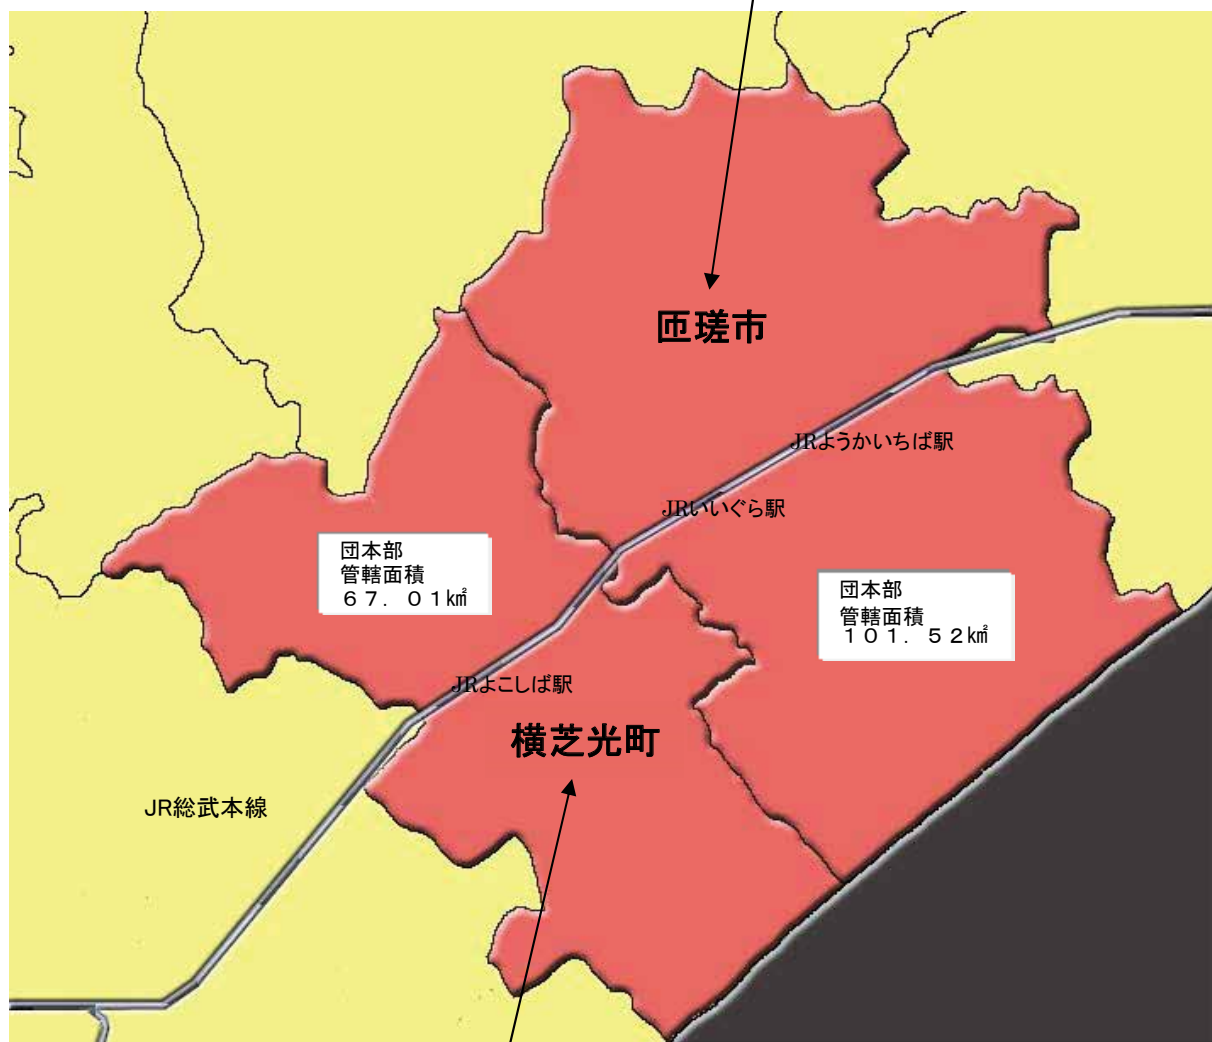 匝瑳市
JRようかいちば駅
JRいいぐら駅
団本部
管轄面積
６７．０１㎢
団本部
管轄面積
１０１．５２㎢
JRよこしば駅
横芝光町
JR総武本線